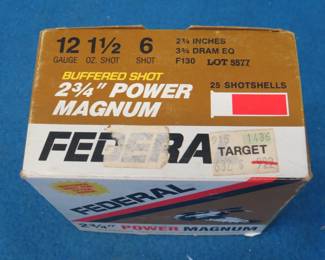 12 1½ 6
GAUGE OZ. SHOT SHOT
2¾ INCHES
3¾ DRAM EQ
F130 LOT 5577
BUFFERED SHOT
2¾" POWER
MAGNUM
25 SHOTSHELLS
FEDERA
TARGET
FEDERAL
2¾" POWER MAGNUM